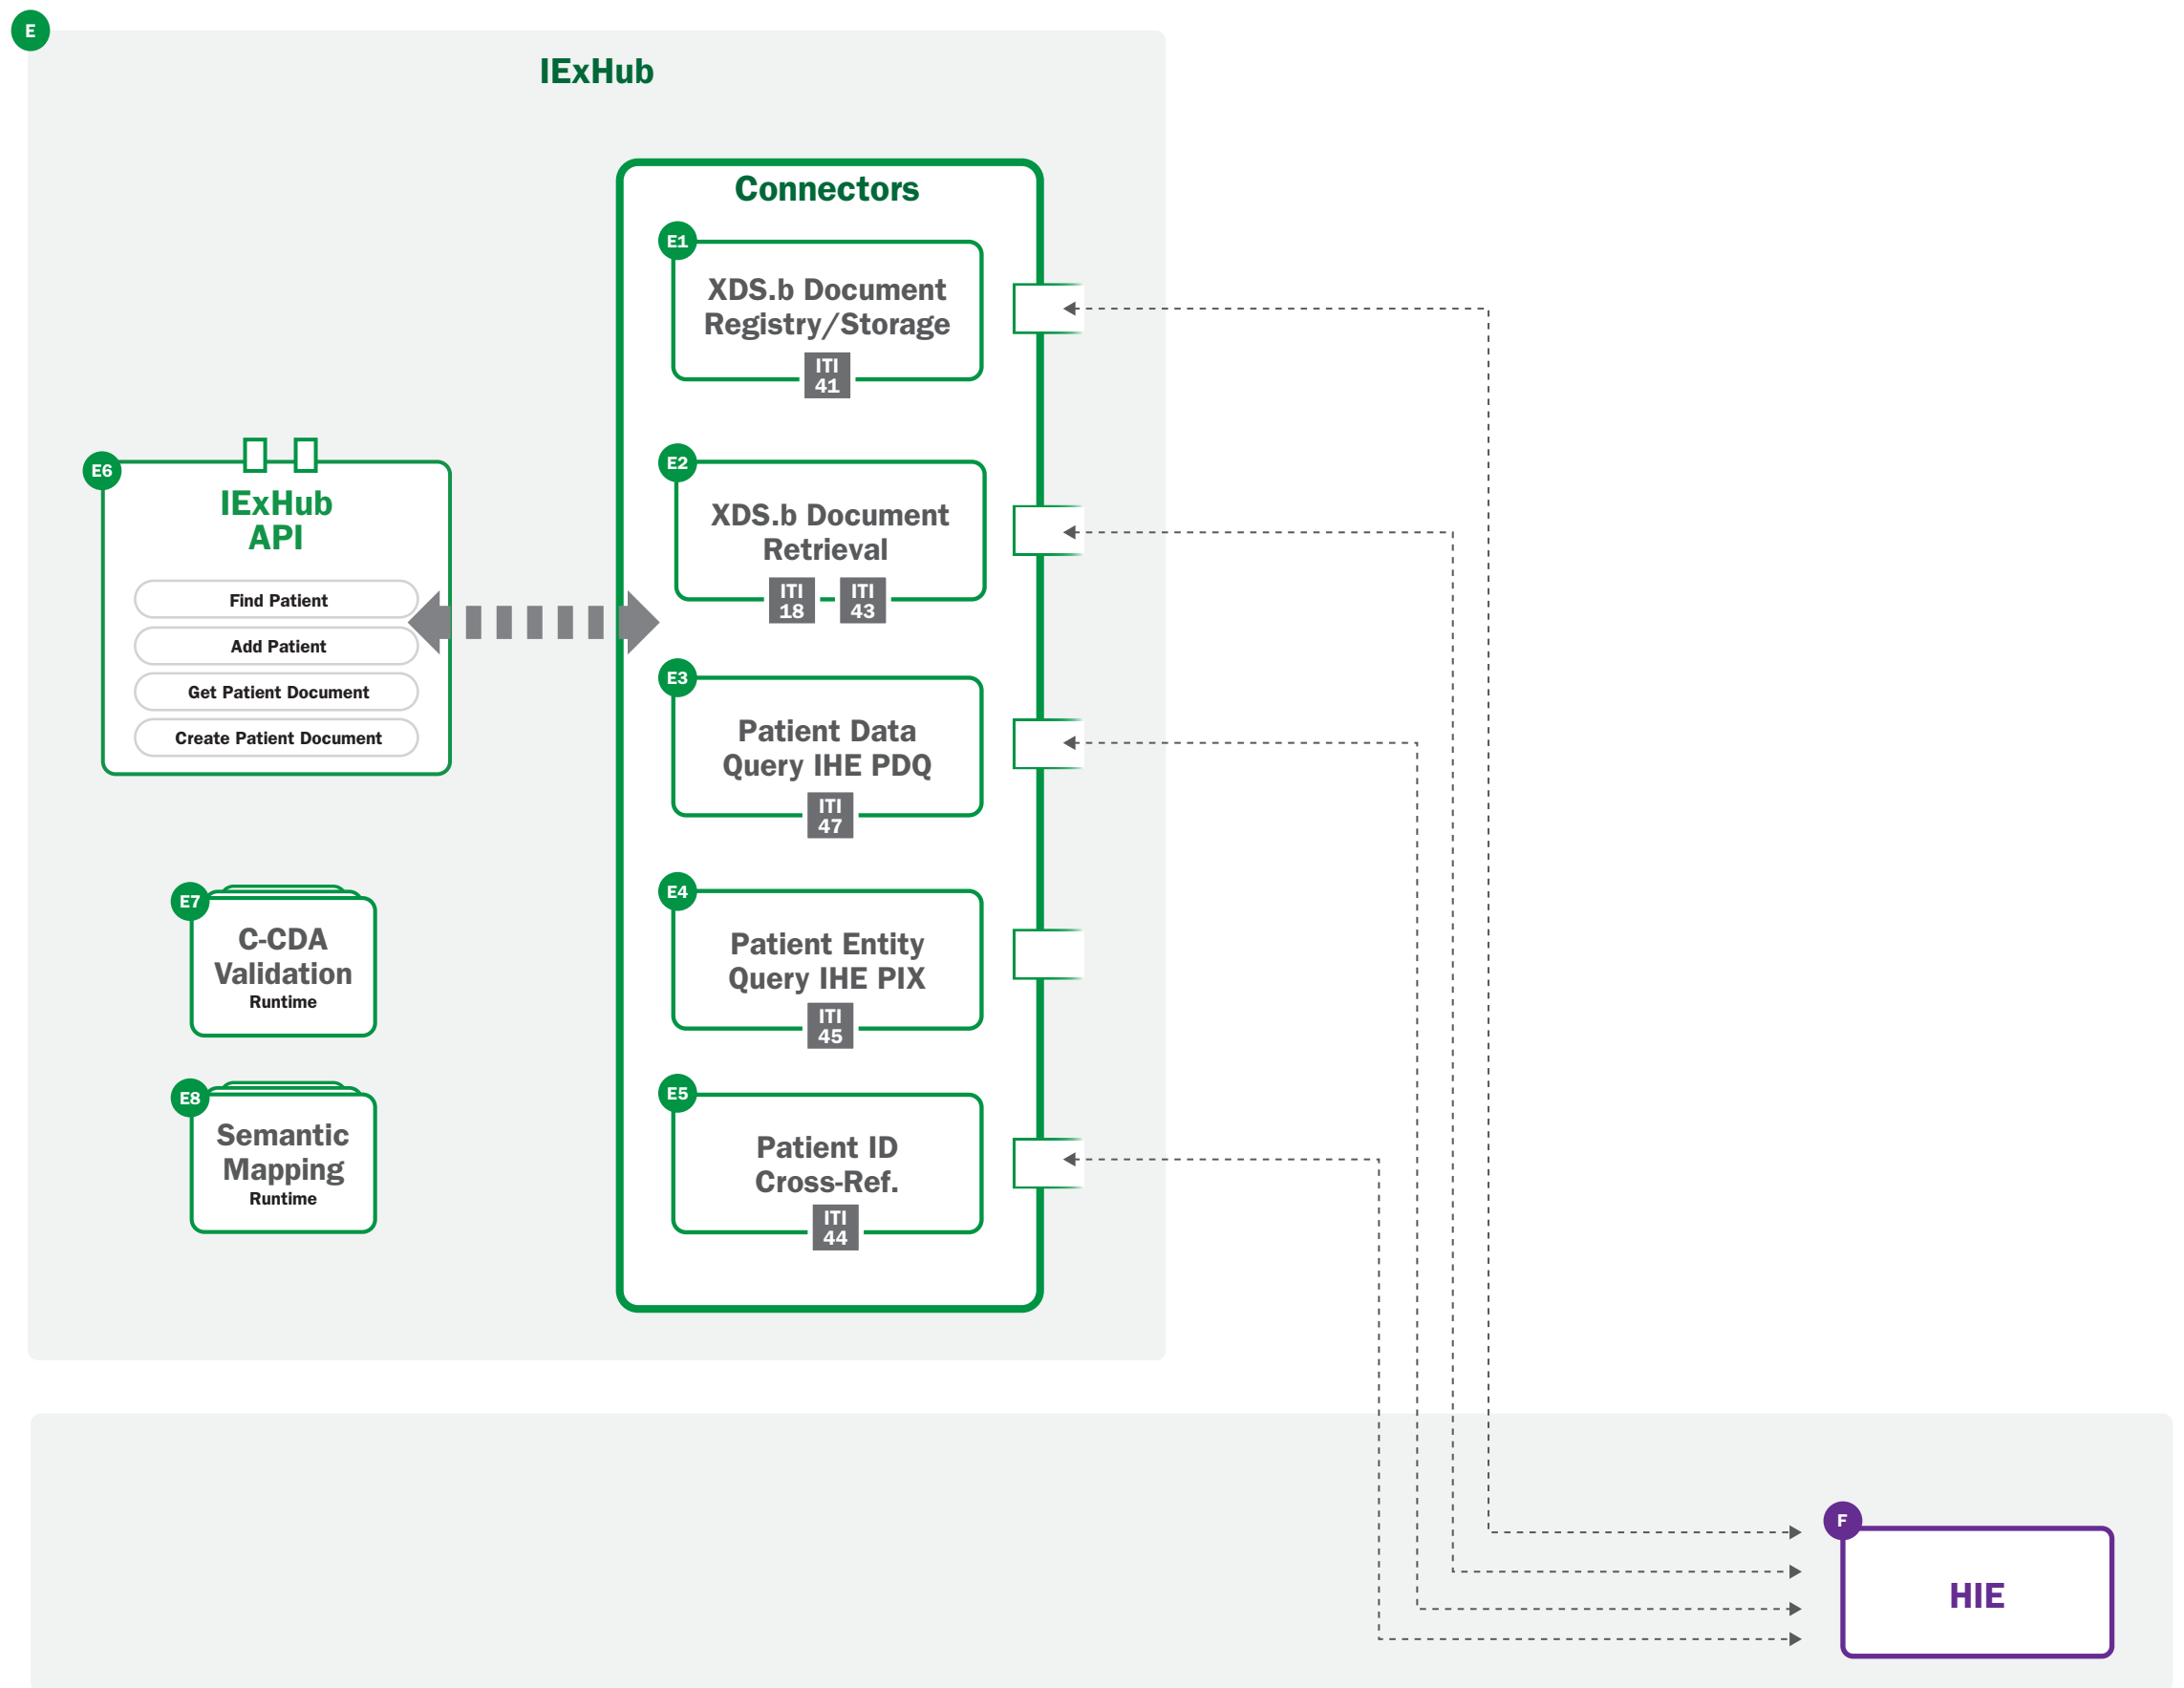 E
IExHub
Connectors
E1
XDS.b Document
Registry/Storage
ITI
41
E2
XDS.b Document
Retrieval
ITI
18
ITI
43
E3
Patient Data
Query IHE PDQ
ITI
47
E4
Patient Entity
Query IHE PIX
ITI
45
E5
Patient ID
Cross-Ref.
ITI
44
E6
IExHub
API
Find Patient
Add Patient
Get Patient Document
Create Patient Document
E7
C-CDA
Validation
Runtime
E8
Semantic
Mapping
Runtime
F
HIE